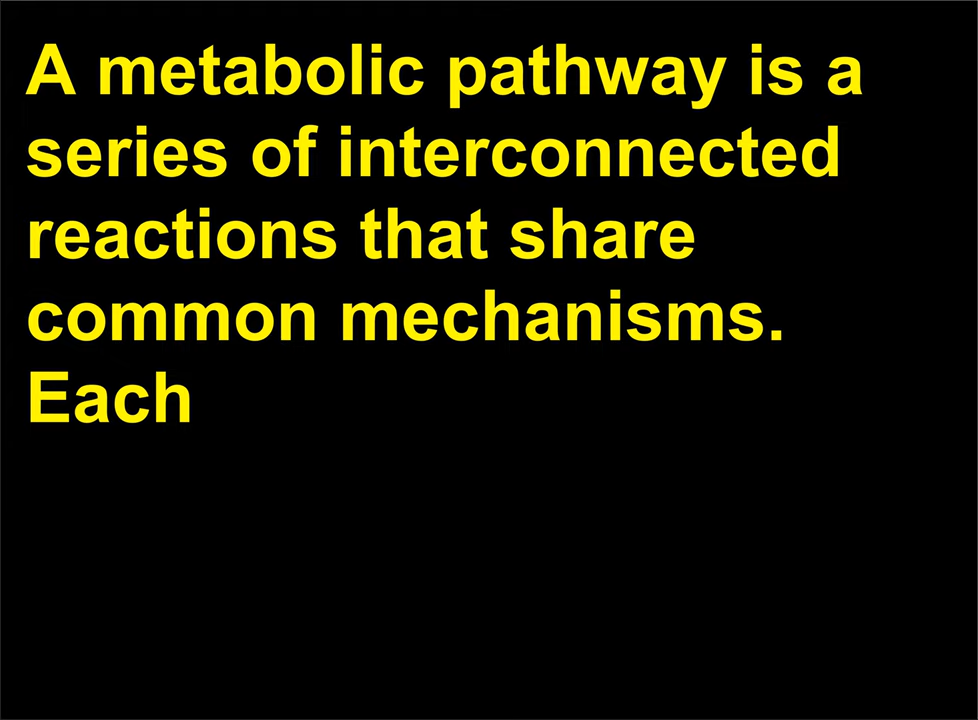 A metabolic pathway is a
series of interconnected
reactions that share
common mechanisms.
Each